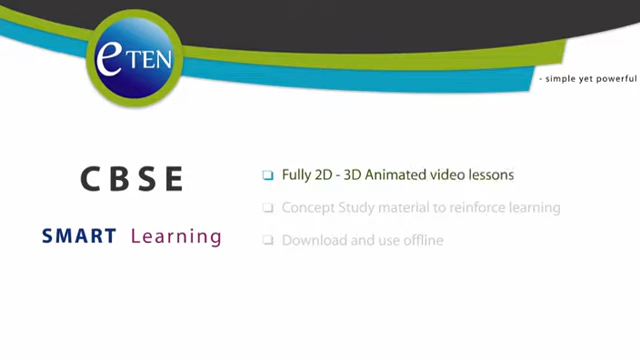 eTEN
- simple yet powerful
CBSE
SMART Learning
Fully 2D - 3D Animated video lessons
Concept Study material to reinforce learning
Download and use offline